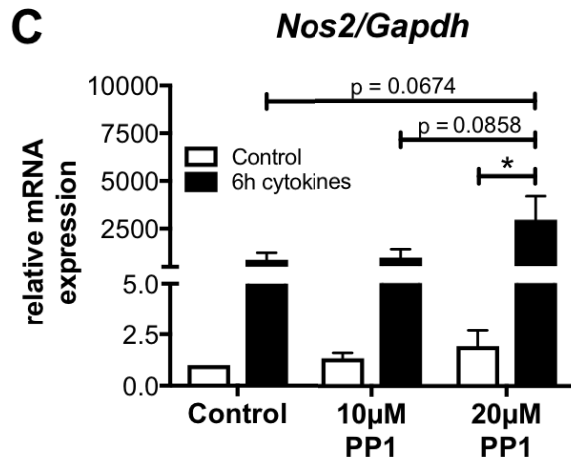 C
Nos2/Gapdh
relative mRNA
expression
10000
7500
5000
2500
5.0
2.5
0.0
p = 0.0674
p = 0.0858
*
Control
6h cytokines
Control
10µM
PP1
20µM
PP1